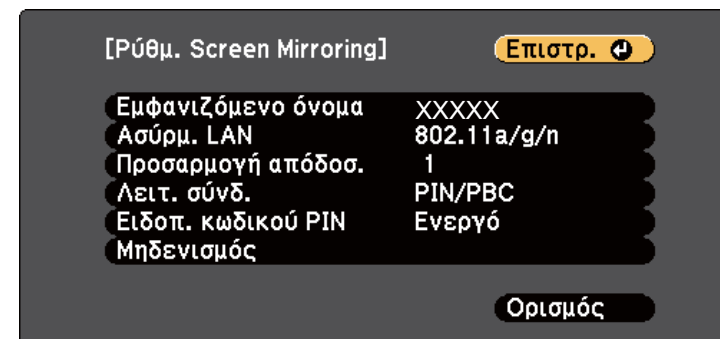 [Ρύθμ. Screen Mirroring] Επιστρ.
Εμφανιζόμενο όνομα XXXXX
Ασύρμ. LAN 802.11a/g/n
Προσαρμογή απόδοσ. 1
Λειτ. σύνδ. PIN/PBC
Ειδοπ. κωδικού PIN Ενεργό
Μηδενισμός
Ορισμός